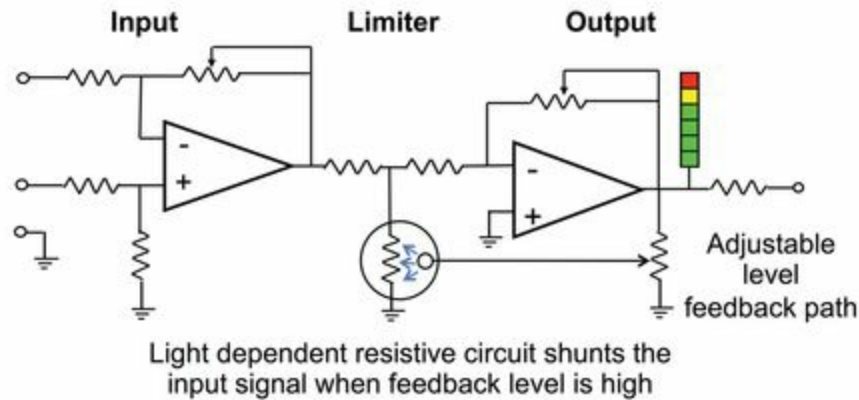 Input
Limiter
Output
-
+
-
+
Adjustable
level
feedback path
Light dependent resistive circuit shunts the
input signal when feedback level is high